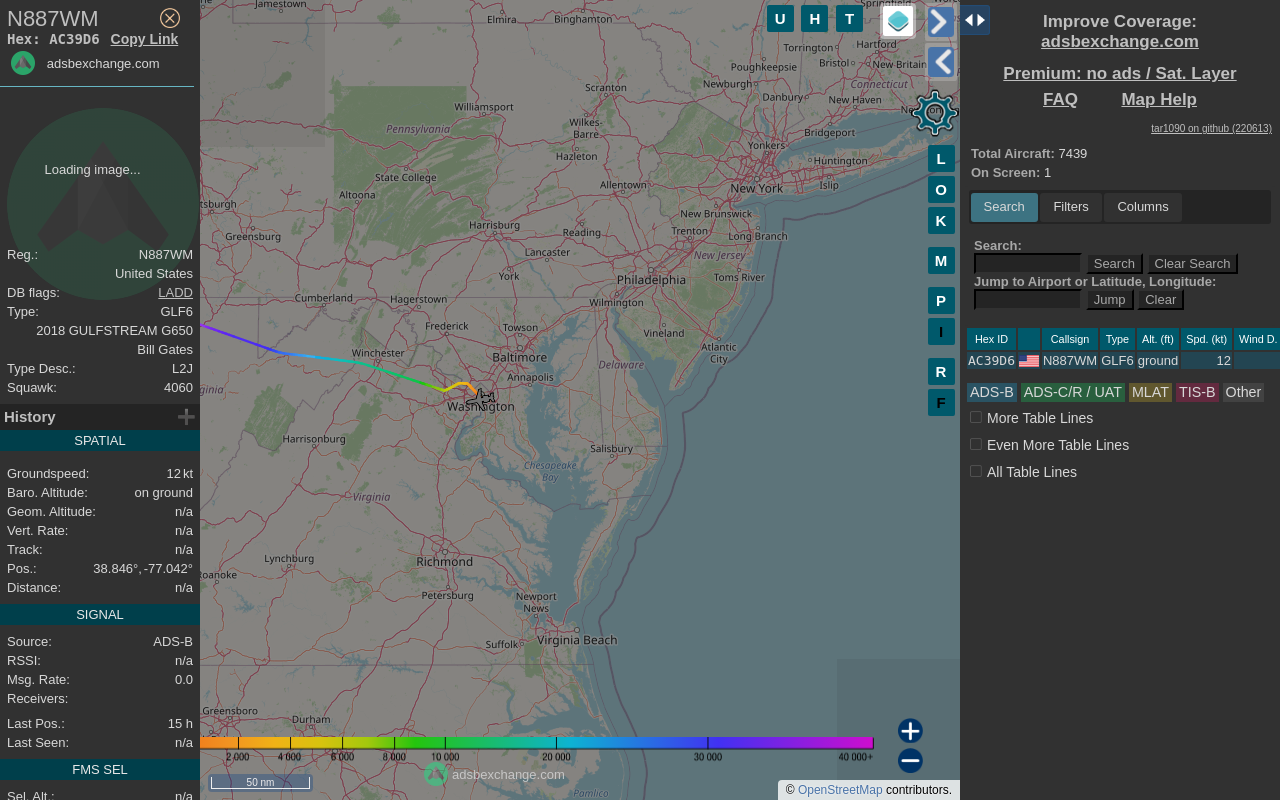 N887WM
Hex: AC39D6 Copy Link
adsbexchange.com
Loading image...
Reg.: N887WM
United States
DB flags: LADD
Type: GLF6
2018 GULFSTREAM G650
Bill Gates
Type Desc.: L2J
Squawk: 4060
History
SPATIAL
Groundspeed: 12 kt
Baro. Altitude: on ground
Geom. Altitude: n/a
Vert. Rate: n/a
Track: n/a
Pos.: 38.846°, -77.042°
Distance: n/a
SIGNAL
Source: ADS-B
RSSI: n/a
Msg. Rate: 0.0
Receivers:
Last Pos.: 15 h
Last Seen: n/a
FMS SEL
Sel. Alt.: n/a
U H T
L
O
K
M
P
I
R
F
Jamestown
Elmira
Binghamton
Springfield
Torrington
Hartford
Poughkeepsie
Bristol
New Britain
Scranton
Newburgh
Connecticut
Danbury
New Haven
Williamsport
Pennsylvania
Wilkes-
Barre
Bridgeport
Yonkers
Hazleton
Huntington
State College
Allentown
New York
Islip
Altoona
tsburgh
New Brunswick
Greensburg
Harrisburg
Reading
Trenton
Long Branch
Lancaster
New Jersey
York
Philadelphia
Toms River
Cumberland
Hagerstown
Wilmington
Frederick
Towson
Vineland
Winchester
Baltimore
Atlantic
City
Annapolis
Delaware
ginia
Washington
Harrisonburg
Salisbury
Chesapeake
Bay
Virginia
Lynchburg
Richmond
Roanoke
Petersburg
Newport
News
Suffolk
Virginia Beach
Greensboro
Durham
Pamlico
2 000 4 000 6 000 8 000 10 000 20 000 30 000 40 000+
adsbexchange.com
50 nm
© OpenStreetMap contributors.
Improve Coverage:
adsbexchange.com
Premium: no ads / Sat. Layer
FAQ Map Help
tar1090 on github (220613)
Total Aircraft: 7439
On Screen: 1
Search Filters Columns
Search:
Search Clear Search
Jump to Airport or Latitude, Longitude:
Jump Clear
Hex ID Callsign Type Alt. (ft) Spd. (kt) Wind D.
AC39D6 N887WM GLF6 ground 12
ADS-B ADS-C/R / UAT MLAT TIS-B Other
More Table Lines
Even More Table Lines
All Table Lines